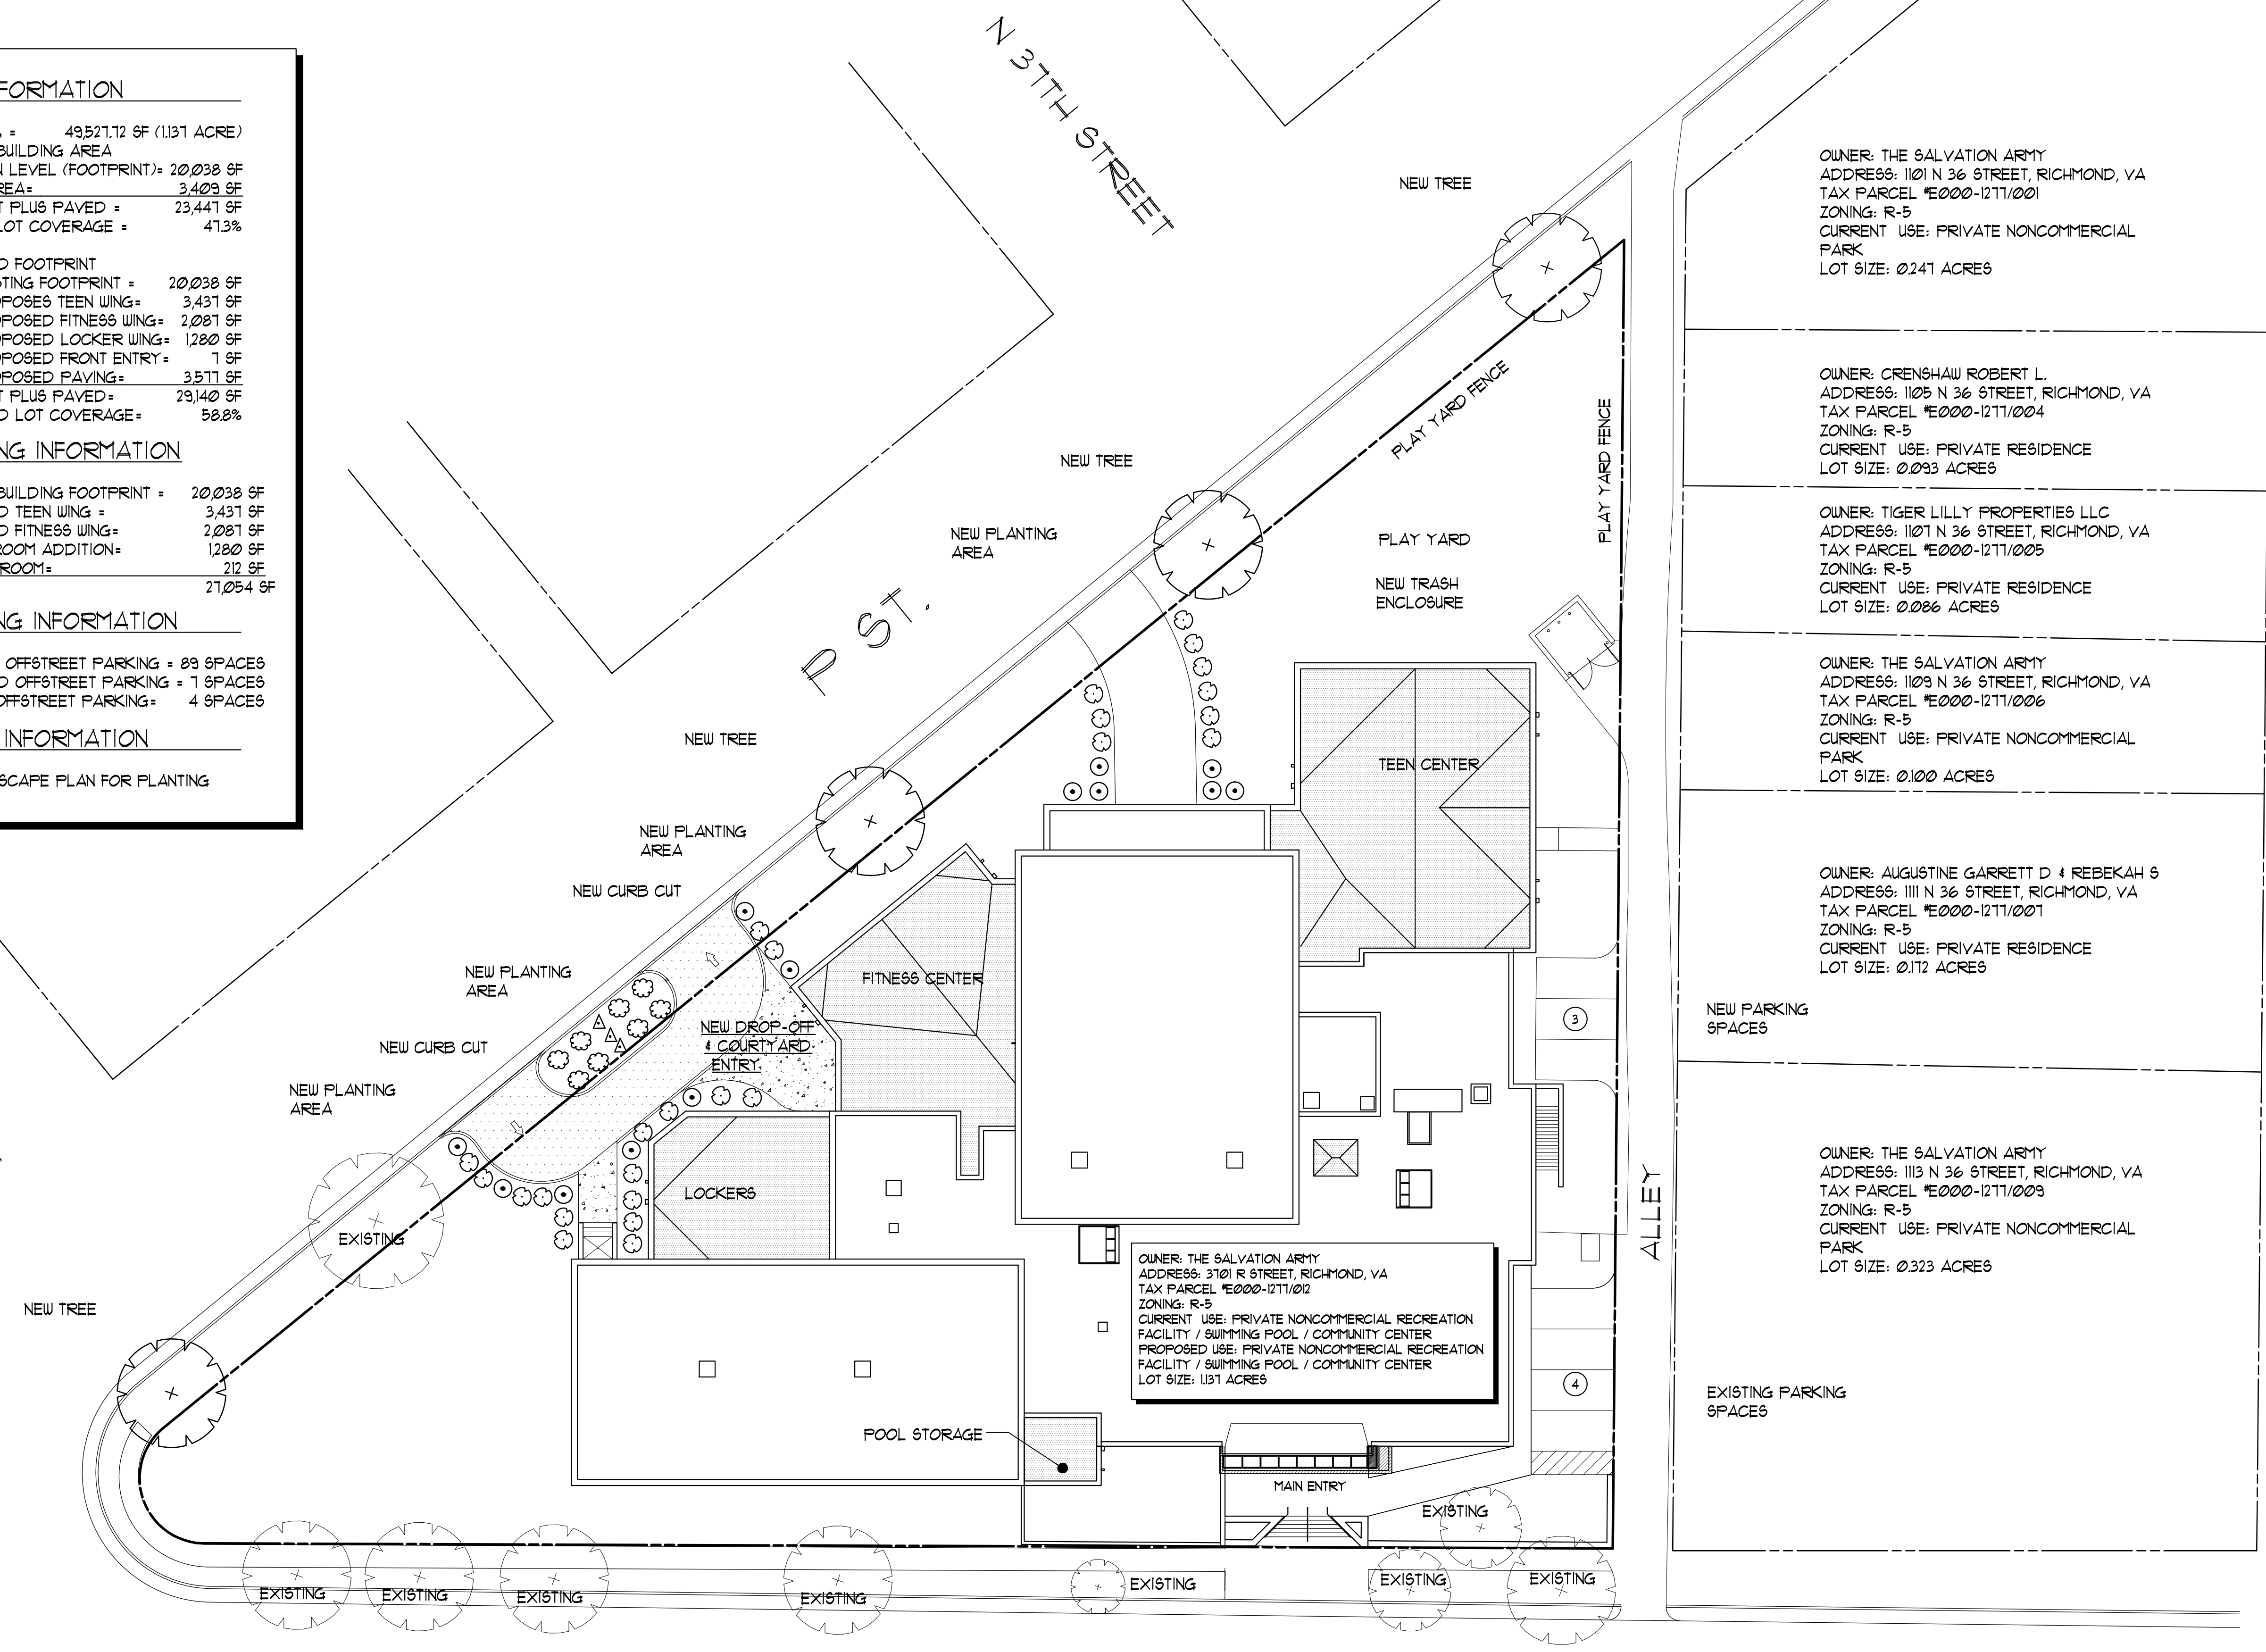 FORMATION
= 49,527.72 SF (1.137 ACRE)
BUILDING AREA
N LEVEL (FOOTPRINT)= 20,038 SF
REA= 3,409 SF
T PLUS PAVED = 23,447 SF
LOT COVERAGE = 47.3%
D FOOTPRINT
STING FOOTPRINT = 20,038 SF
OPOSES TEEN WING= 3,437 SF
OPOSED FITNESS WING= 2,087 SF
OPOSED LOCKER WING= 1,280 SF
OPOSED FRONT ENTRY= 7 SF
OPOSED PAVING= 3,577 SF
T PLUS PAVED= 29,140 SF
D LOT COVERAGE= 58.8%
NG INFORMATION
BUILDING FOOTPRINT = 20,038 SF
D TEEN WING = 3,437 SF
D FITNESS WING= 2,087 SF
ROOM ADDITION= 1,280 SF
ROOM= 212 SF
27,054 SF
NG INFORMATION
OFFSTREET PARKING = 89 SPACES
D OFFSTREET PARKING = 7 SPACES
OFFSTREET PARKING= 4 SPACES
INFORMATION
SCAPE PLAN FOR PLANTING
N 37TH STREET
P ST.
NEW TREE
PLAY YARD FENCE
PLAY YARD FENCE
NEW TREE
NEW PLANTING
AREA
PLAY YARD
NEW TRASH
ENCLOSURE
NEW TREE
TEEN CENTER
NEW PLANTING
AREA
NEW CURB CUT
FITNESS CENTER
NEW PLANTING
AREA
NEW DROP-OFF
& COURTYARD
ENTRY
NEW CURB CUT
NEW PLANTING
AREA
LOCKERS
EXISTING
NEW TREE
OWNER: THE SALVATION ARMY
ADDRESS: 3701 R STREET, RICHMOND, VA
TAX PARCEL #E000-1277/012
ZONING: R-5
CURRENT USE: PRIVATE NONCOMMERCIAL RECREATION
FACILITY / SWIMMING POOL / COMMUNITY CENTER
PROPOSED USE: PRIVATE NONCOMMERCIAL RECREATION
FACILITY / SWIMMING POOL / COMMUNITY CENTER
LOT SIZE: 1.137 ACRES
POOL STORAGE
MAIN ENTRY
EXISTING
EXISTING
EXISTING
EXISTING
EXISTING
EXISTING
EXISTING
EXISTING
3
4
ALLEY
OWNER: THE SALVATION ARMY
ADDRESS: 1101 N 36 STREET, RICHMOND, VA
TAX PARCEL #E000-1277/001
ZONING: R-5
CURRENT USE: PRIVATE NONCOMMERCIAL
PARK
LOT SIZE: 0.247 ACRES
OWNER: CRENSHAW ROBERT L.
ADDRESS: 1105 N 36 STREET, RICHMOND, VA
TAX PARCEL #E000-1277/004
ZONING: R-5
CURRENT USE: PRIVATE RESIDENCE
LOT SIZE: 0.093 ACRES
OWNER: TIGER LILLY PROPERTIES LLC
ADDRESS: 1107 N 36 STREET, RICHMOND, VA
TAX PARCEL #E000-1277/005
ZONING: R-5
CURRENT USE: PRIVATE RESIDENCE
LOT SIZE: 0.086 ACRES
OWNER: THE SALVATION ARMY
ADDRESS: 1109 N 36 STREET, RICHMOND, VA
TAX PARCEL #E000-1277/006
ZONING: R-5
CURRENT USE: PRIVATE NONCOMMERCIAL
PARK
LOT SIZE: 0.100 ACRES
OWNER: AUGUSTINE GARRETT D & REBEKAH S
ADDRESS: 1111 N 36 STREET, RICHMOND, VA
TAX PARCEL #E000-1277/007
ZONING: R-5
CURRENT USE: PRIVATE RESIDENCE
LOT SIZE: 0.172 ACRES
NEW PARKING
SPACES
OWNER: THE SALVATION ARMY
ADDRESS: 1113 N 36 STREET, RICHMOND, VA
TAX PARCEL #E000-1277/009
ZONING: R-5
CURRENT USE: PRIVATE NONCOMMERCIAL
PARK
LOT SIZE: 0.323 ACRES
EXISTING PARKING
SPACES